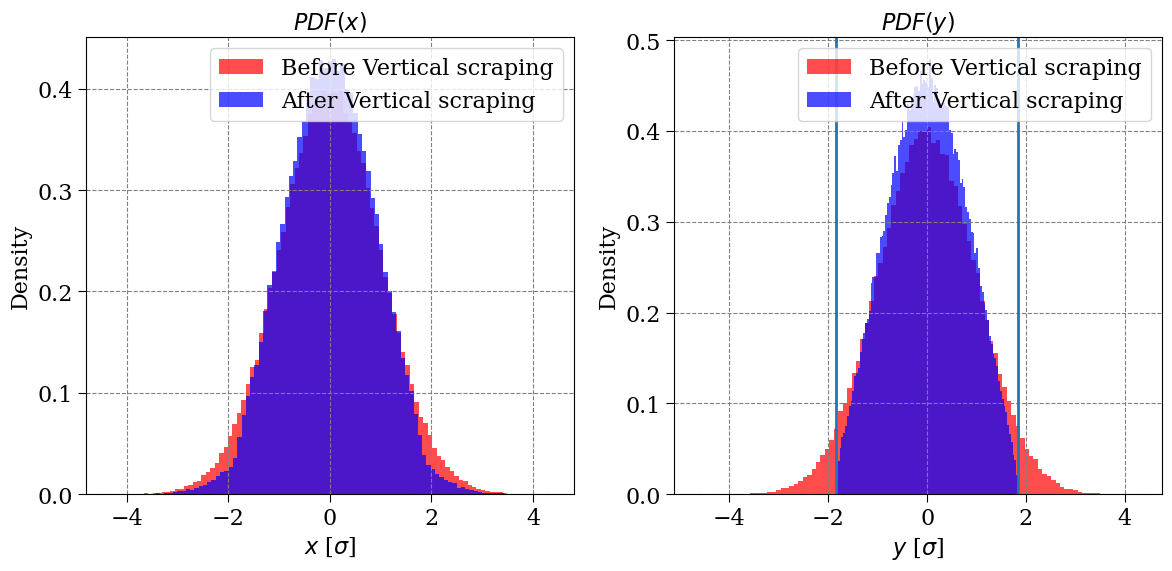 PDF(x)
Before Vertical scraping
After Vertical scraping
Density
0.4
0.3
0.2
0.1
0.0
−4
−2
0
2
4
x [σ]
PDF(y)
Before Vertical scraping
After Vertical scraping
Density
0.5
0.4
0.3
0.2
0.1
0.0
−4
−2
0
2
4
y [σ]